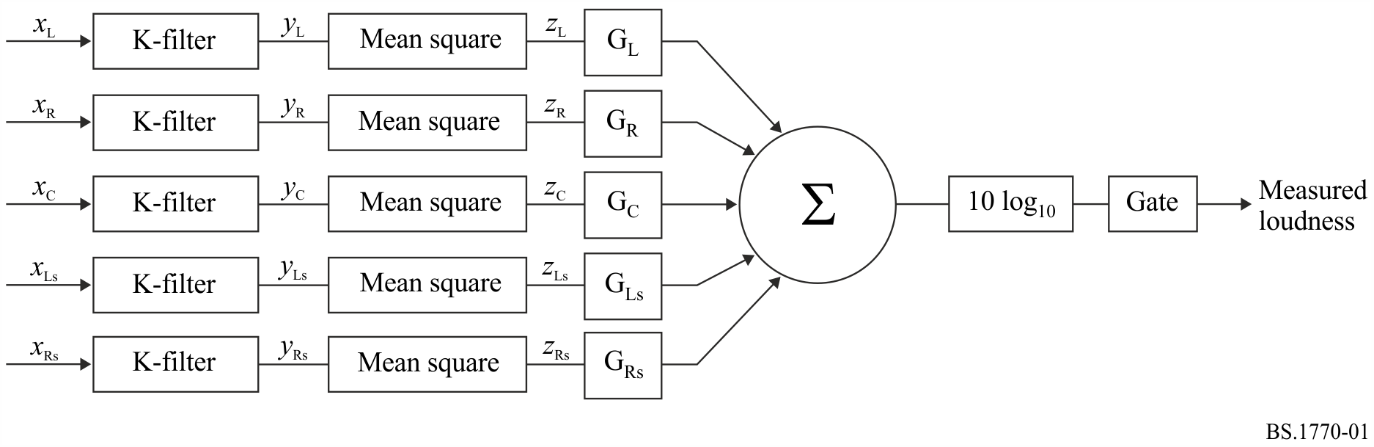 xL K-filter yL Mean square zL GL
xR K-filter yR Mean square zR GR
xC K-filter yC Mean square zC GC
Σ 10 log10 Gate Measured
loudness
xLs K-filter yLs Mean square zLs GLs
xRs K-filter yRs Mean square zRs GRs
BS.1770-01